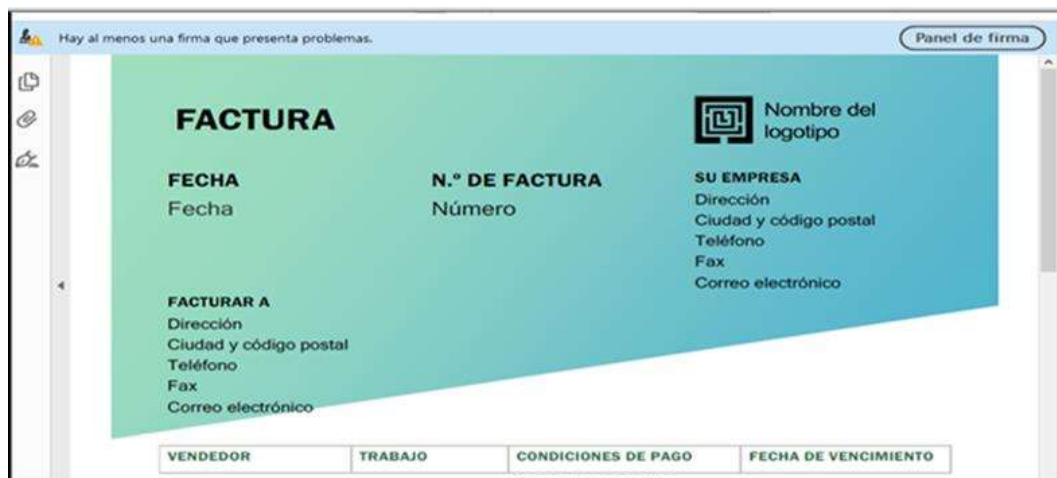 Hay al menos una firma que presenta problemas.
Panel de firma
FACTURA
Nombre del
logotipo
FECHA
Fecha
N.º DE FACTURA
Número
SU EMPRESA
Dirección
Ciudad y código postal
Teléfono
Fax
Correo electrónico
FACTURAR A
Dirección
Ciudad y código postal
Teléfono
Fax
Correo electrónico
VENDEDOR
TRABAJO
CONDICIONES DE PAGO
FECHA DE VENCIMIENTO